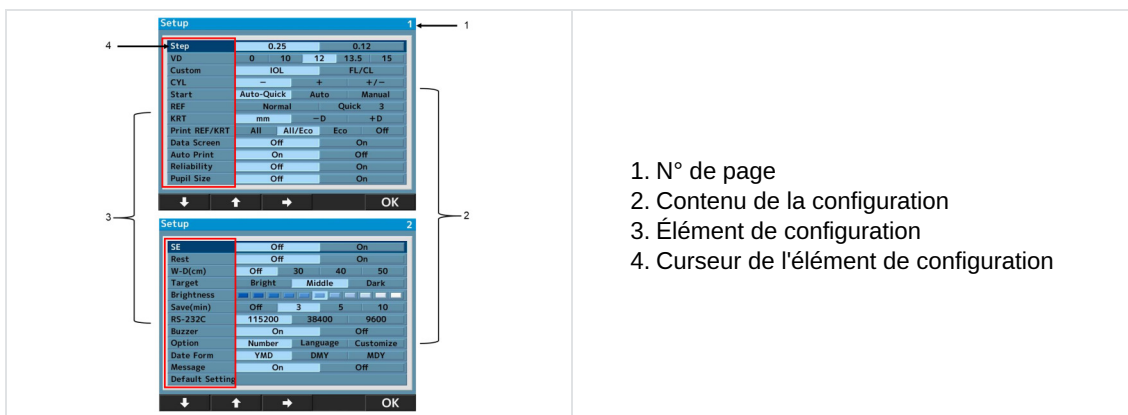 Setup 1
1
4
Step 0.25 0.12
VD 0 10 12 13.5 15
Custom IOL FL/CL
CYL − + +/−
Start Auto-Quick Auto Manual
REF Normal Quick 3
KRT mm −D +D
Print REF/KRT All All/Eco Eco Off
Data Screen Off On
Auto Print On Off
Reliability Off On
Pupil Size Off On
OK
3
2
Setup 2
SE Off On
Rest Off On
W-D(cm) Off 30 40 50
Target Bright Middle Dark
Brightness
Save(min) Off 3 5 10
RS-232C 115200 38400 9600
Buzzer On Off
Option Number Language Customize
Date Form YMD DMY MDY
Message On Off
Default Setting
OK
1. N° de page
2. Contenu de la configuration
3. Élément de configuration
4. Curseur de l'élément de configuration